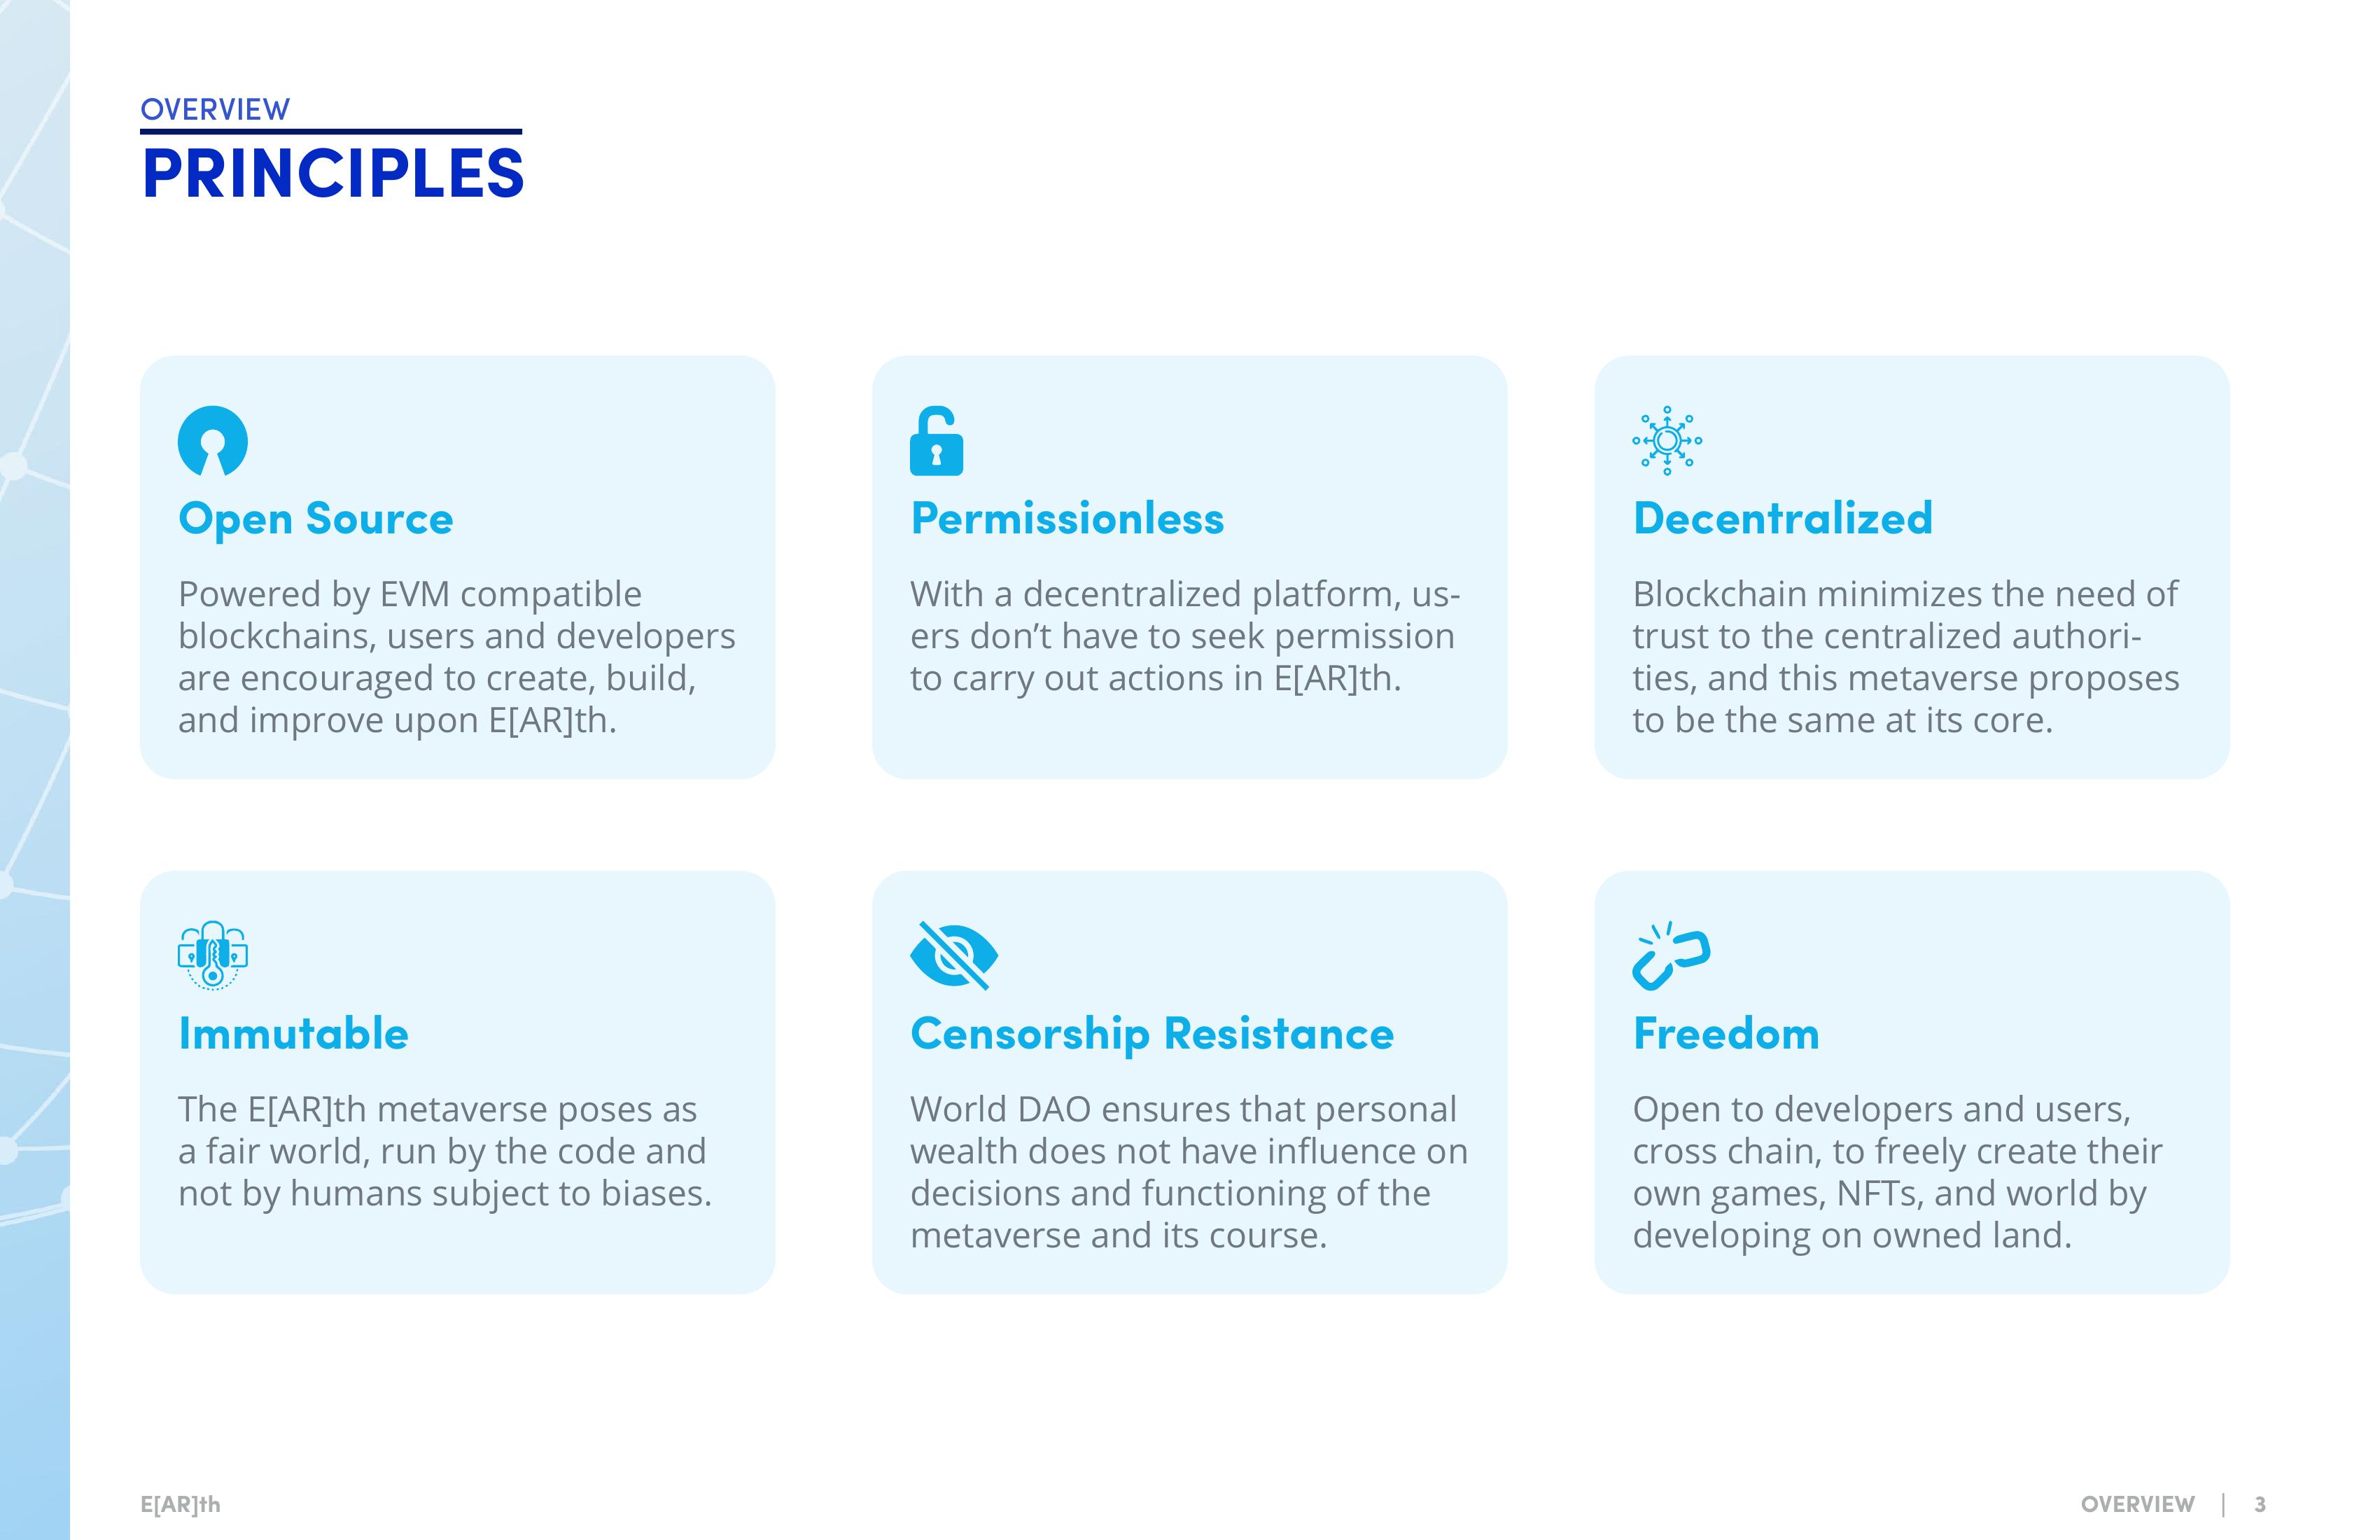 OVERVIEW
PRINCIPLES
Open Source
Powered by EVM compatible
blockchains, users and developers
are encouraged to create, build,
and improve upon E[AR]th.
Permissionless
With a decentralized platform, us-
ers don’t have to seek permission
to carry out actions in E[AR]th.
Decentralized
Blockchain minimizes the need of
trust to the centralized authori-
ties, and this metaverse proposes
to be the same at its core.
Immutable
The E[AR]th metaverse poses as
a fair world, run by the code and
not by humans subject to biases.
Censorship Resistance
World DAO ensures that personal
wealth does not have influence on
decisions and functioning of the
metaverse and its course.
Freedom
Open to developers and users,
cross chain, to freely create their
own games, NFTs, and world by
developing on owned land.
E[AR]th
OVERVIEW | 3